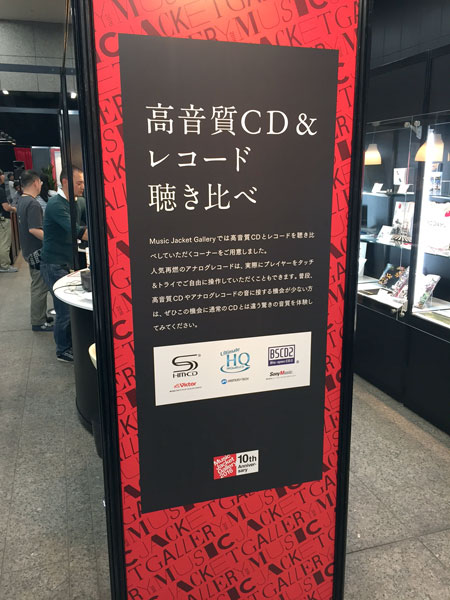 高音質CD&
レコード
聴き比べ
Music Jacket Galleryでは高音質CDとレコードを聴き比
べしていただくコーナーをご用意しました。
人気再燃のアナログレコードは、実際にプレイヤーをタッチ
&トライでご自由に操作していただくこともできます。普段、
高音質CDやアナログレコードの音に接する機会が少ない方
は、ぜひこの機会に通常のCDとは違う驚きの音質を体験し
てみてください。
HMCD
Victor
Ultimate
HQ
BSCD2
Blu-spec CD2
Sony Music
Music
Jacket
Gallery
2016
10th
Anniver-
sary